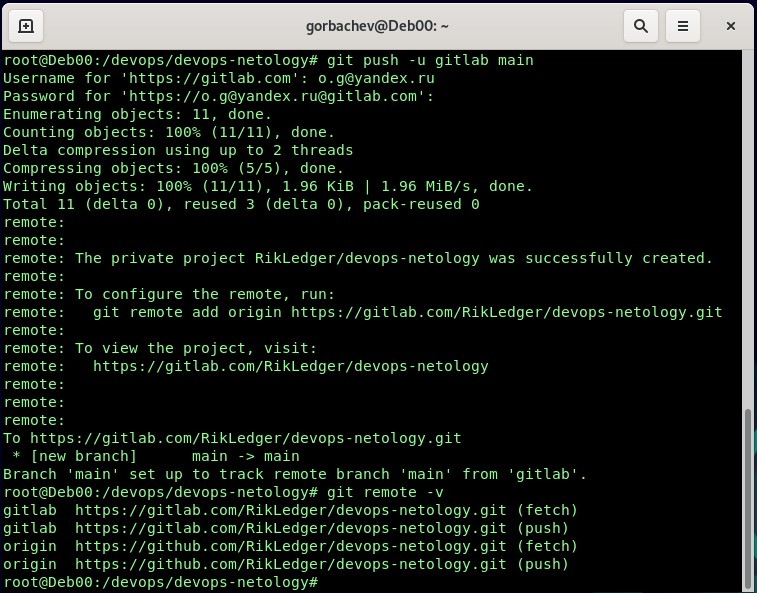 gorbachev@Deb00: ~
root@Deb00:/devops/devops-netology# git push -u gitlab main
Username for 'https://gitlab.com': o.g@yandex.ru
Password for 'https://o.g@yandex.ru@gitlab.com':
Enumerating objects: 11, done.
Counting objects: 100% (11/11), done.
Delta compression using up to 2 threads
Compressing objects: 100% (5/5), done.
Writing objects: 100% (11/11), 1.96 KiB | 1.96 MiB/s, done.
Total 11 (delta 0), reused 3 (delta 0), pack-reused 0
remote:
remote:
remote: The private project RikLedger/devops-netology was successfully created.
remote:
remote: To configure the remote, run:
remote:   git remote add origin https://gitlab.com/RikLedger/devops-netology.git
remote:
remote: To view the project, visit:
remote:   https://gitlab.com/RikLedger/devops-netology
remote:
remote:
remote:
To https://gitlab.com/RikLedger/devops-netology.git
 * [new branch]      main -> main
Branch 'main' set up to track remote branch 'main' from 'gitlab'.
root@Deb00:/devops/devops-netology# git remote -v
gitlab  https://gitlab.com/RikLedger/devops-netology.git (fetch)
gitlab  https://gitlab.com/RikLedger/devops-netology.git (push)
origin  https://github.com/RikLedger/devops-netology.git (fetch)
origin  https://github.com/RikLedger/devops-netology.git (push)
root@Deb00:/devops/devops-netology#